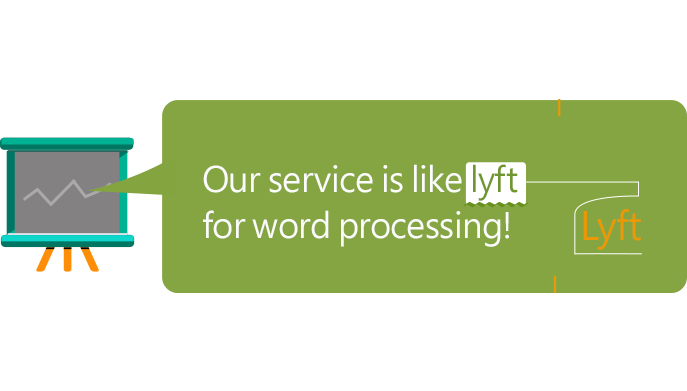 Our service is like lyft
for word processing!
Lyft